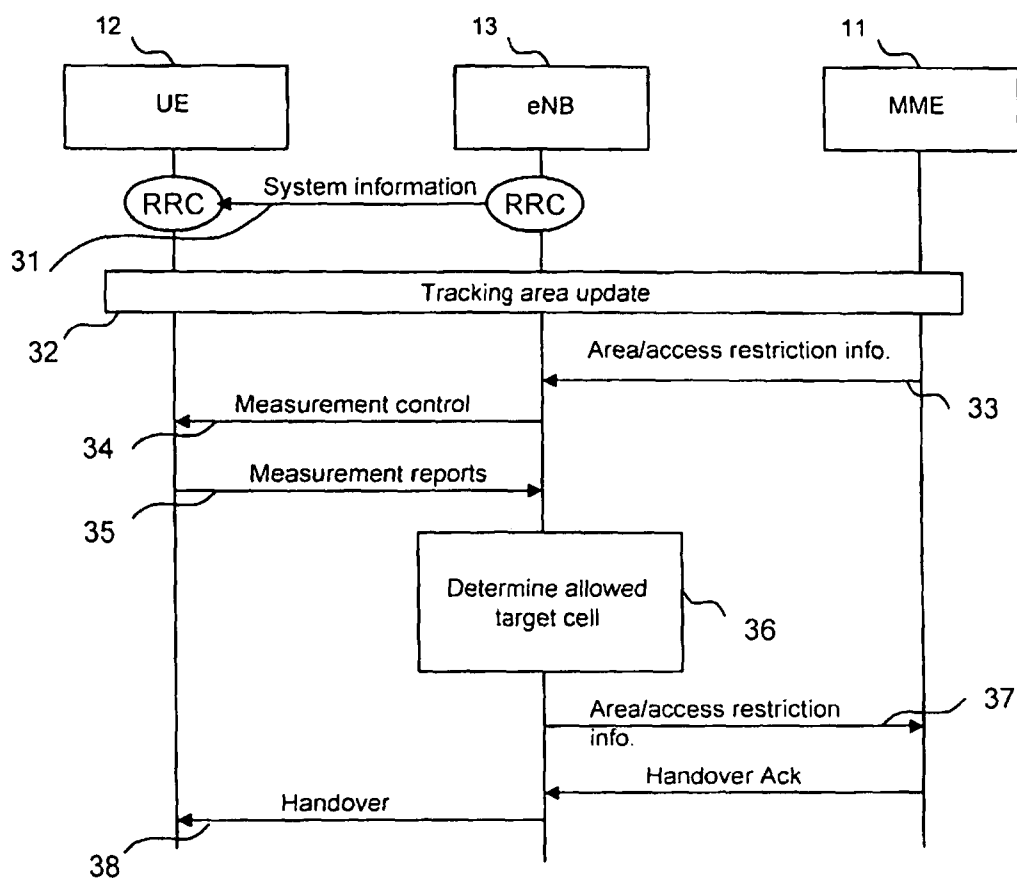 12
13
11
UE
eNB
MME
System information
RRC
RRC
31
Tracking area update
32
Area/access restriction info.
33
Measurement control
34
Measurement reports
35
Determine allowed
target cell
36
Area/access restriction
info.
37
Handover Ack
Handover
38